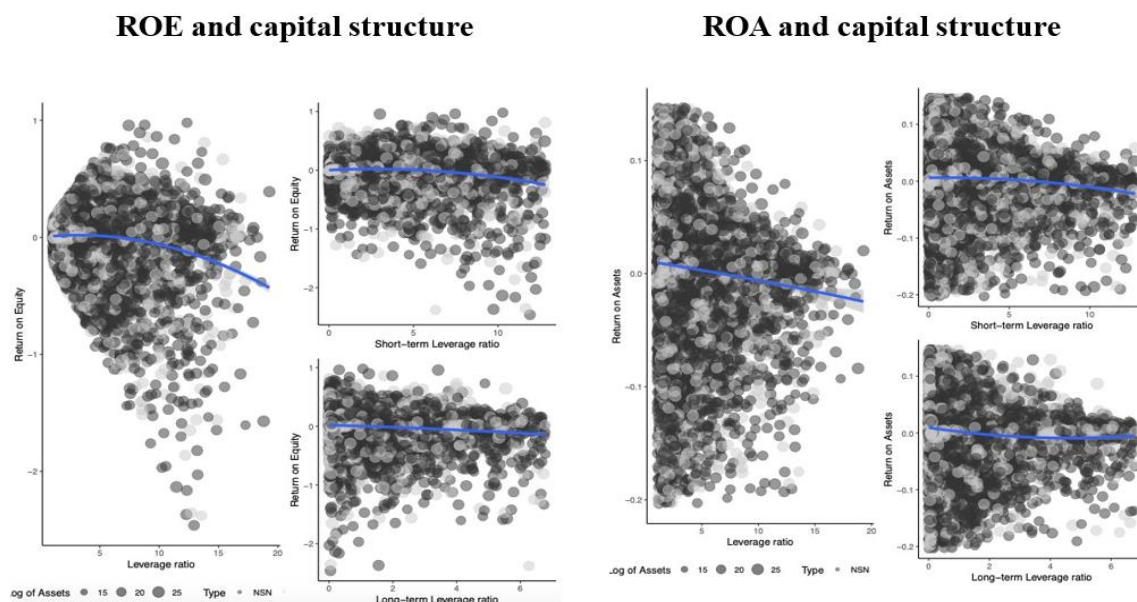 ROE and capital structure
ROA and capital structure
1
0
−1
−2
Return on Equity
5
10
15
20
Leverage ratio
1
0
−1
−2
Return on Equity
0
5
10
Short−term Leverage ratio
1
0
−1
−2
Return on Equity
0
2
4
6
Long−term Leverage ratio
og of Assets 15 20 25 Type NSN
0.1
0.0
−0.1
−0.2
Return on Assets
5
10
15
20
Leverage ratio
0.1
0.0
−0.1
−0.2
Return on Assets
0
5
10
Short−term Leverage ratio
0.1
0.0
−0.1
−0.2
Return on Assets
0
2
4
6
Long−term Leverage ratio
og of Assets 15 20 25 Type NSN